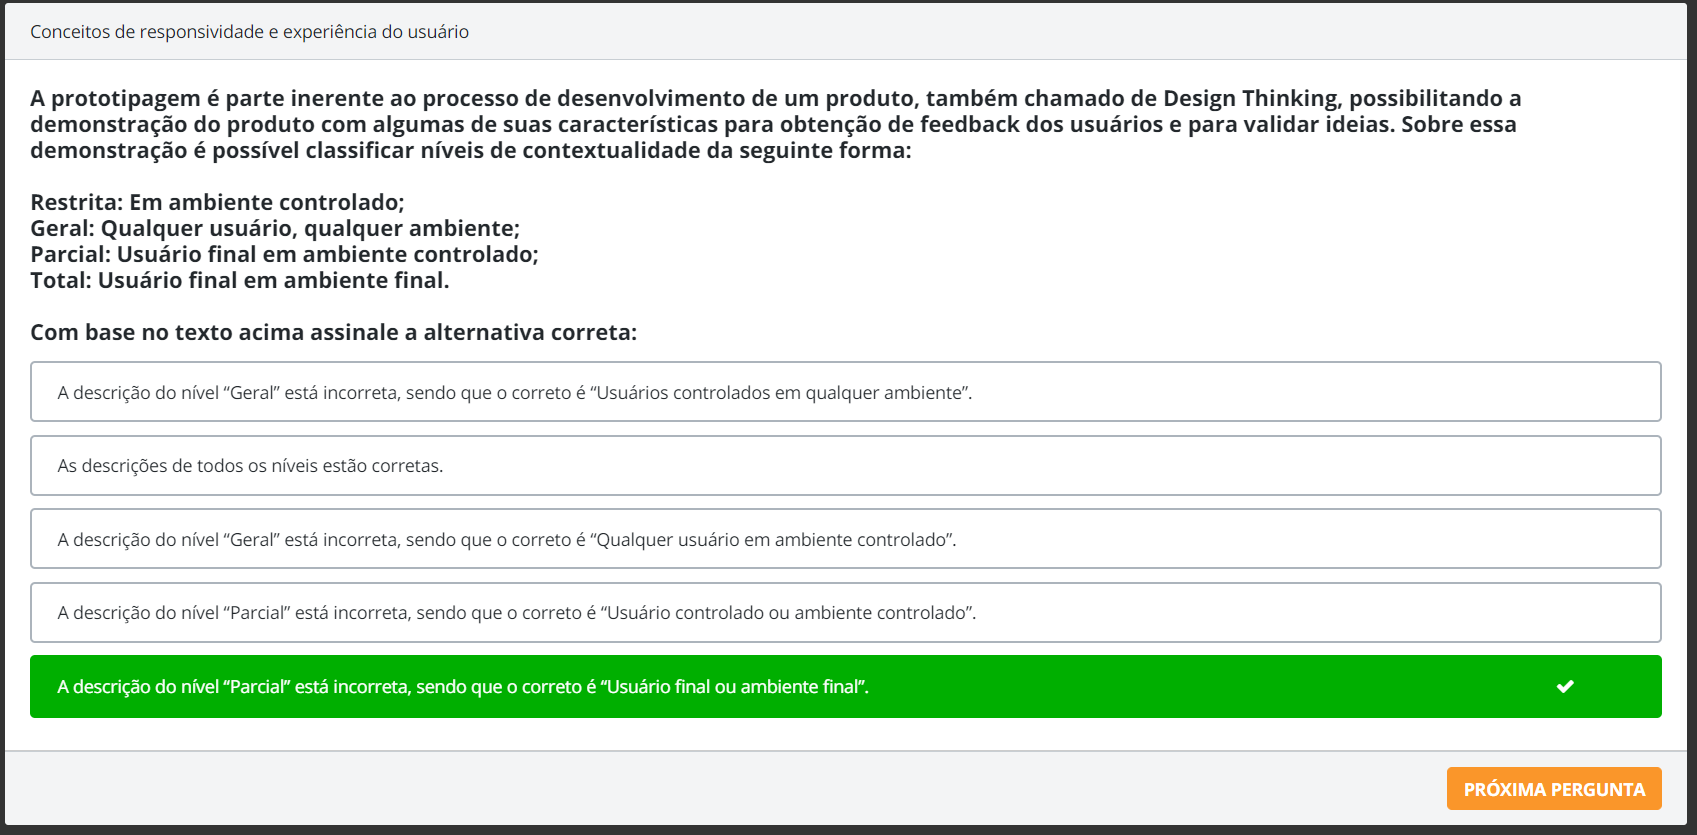 Conceitos de responsividade e experiência do usuário
A prototipagem é parte inerente ao processo de desenvolvimento de um produto, também chamado de Design Thinking, possibilitando a
demonstração do produto com algumas de suas características para obtenção de feedback dos usuários e para validar ideias. Sobre essa
demonstração é possível classificar níveis de contextualidade da seguinte forma:
Restrita: Em ambiente controlado;
Geral: Qualquer usuário, qualquer ambiente;
Parcial: Usuário final em ambiente controlado;
Total: Usuário final em ambiente final.
Com base no texto acima assinale a alternativa correta:
A descrição do nível “Geral” está incorreta, sendo que o correto é “Usuários controlados em qualquer ambiente”.
As descrições de todos os níveis estão corretas.
A descrição do nível “Geral” está incorreta, sendo que o correto é “Qualquer usuário em ambiente controlado”.
A descrição do nível “Parcial” está incorreta, sendo que o correto é “Usuário controlado ou ambiente controlado”.
A descrição do nível “Parcial” está incorreta, sendo que o correto é “Usuário final ou ambiente final”.
PRÓXIMA PERGUNTA